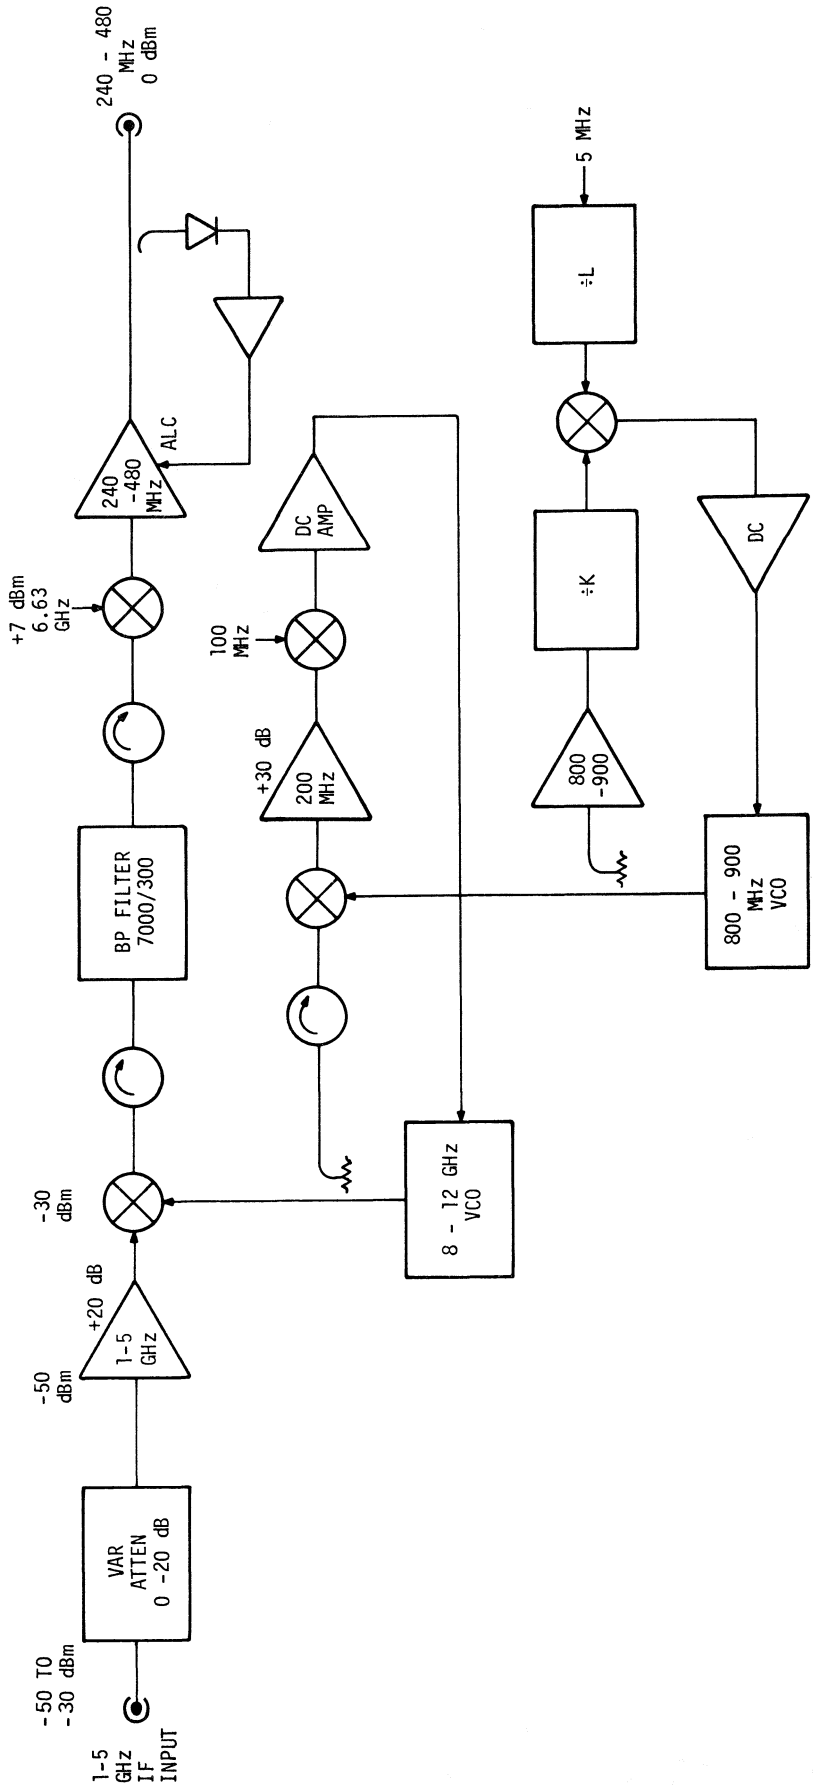 1-5
GHz
IF
INPUT
-50 TO
-30 dBm
VAR
ATTEN
0 -20 dB
-50
dBm
+20 dB
1-5
GHz
-30
dBm
BP FILTER
7000/300
+7 dBm
6.63
GHz
240
-480
MHz
ALC
240 - 480
MHz
0 dBm
8 - 12 GHz
VCO
+30 dB
200
MHz
100
MHz
DC
AMP
800 - 900
MHz
VCO
800
-900
÷K
÷L
5 MHz
DC